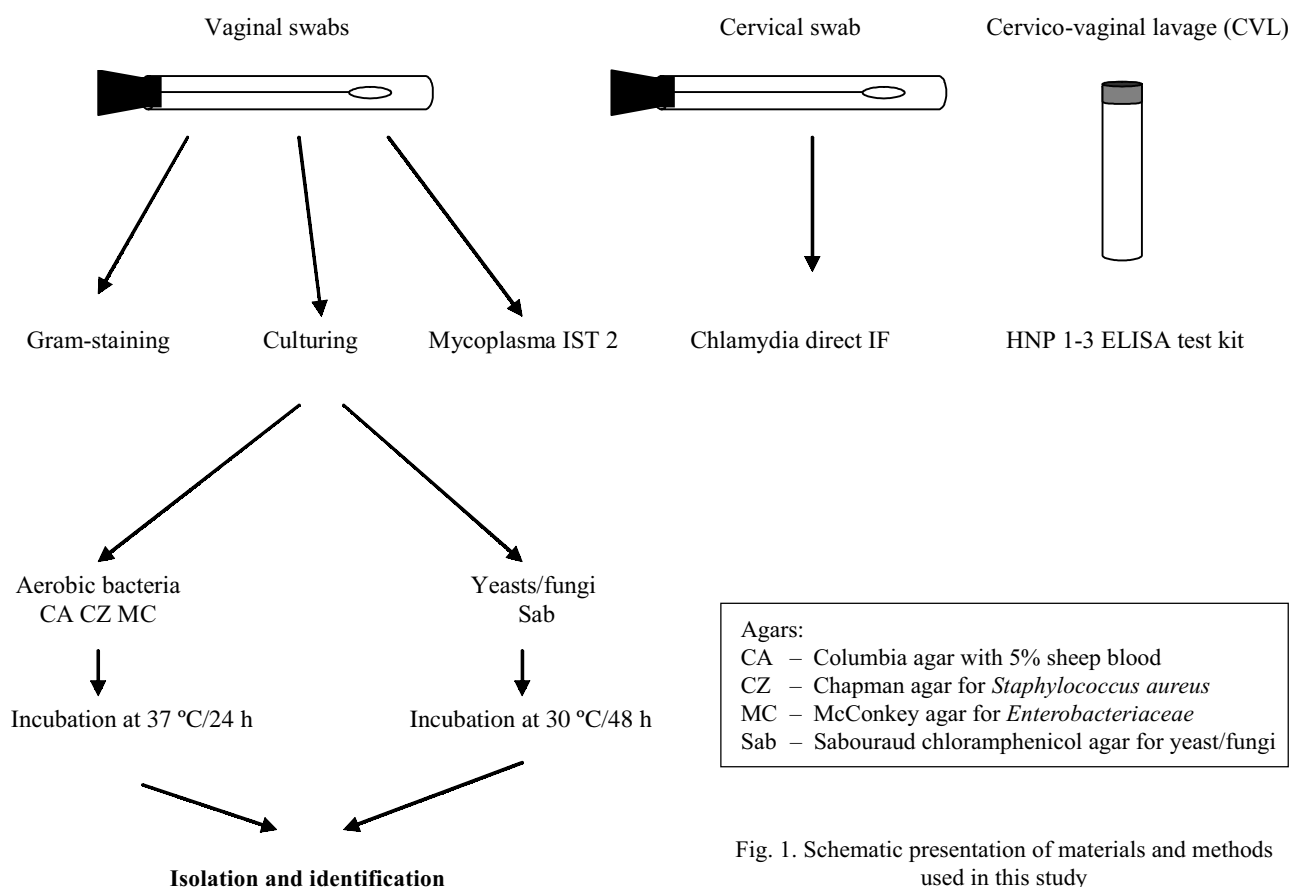 Vaginal swabs
Cervical swab
Cervico-vaginal lavage (CVL)
Gram-staining
Culturing
Mycoplasma IST 2
Chlamydia direct IF
HNP 1-3 ELISA test kit
Aerobic bacteria
CA CZ MC
Yeasts/fungi
Sab
Incubation at 37 ºC/24 h
Incubation at 30 ºC/48 h
Isolation and identification
Agars:
CA – Columbia agar with 5% sheep blood
CZ – Chapman agar for Staphylococcus aureus
MC – McConkey agar for Enterobacteriaceae
Sab – Sabouraud chloramphenicol agar for yeast/fungi
Fig. 1. Schematic presentation of materials and methods
used in this study